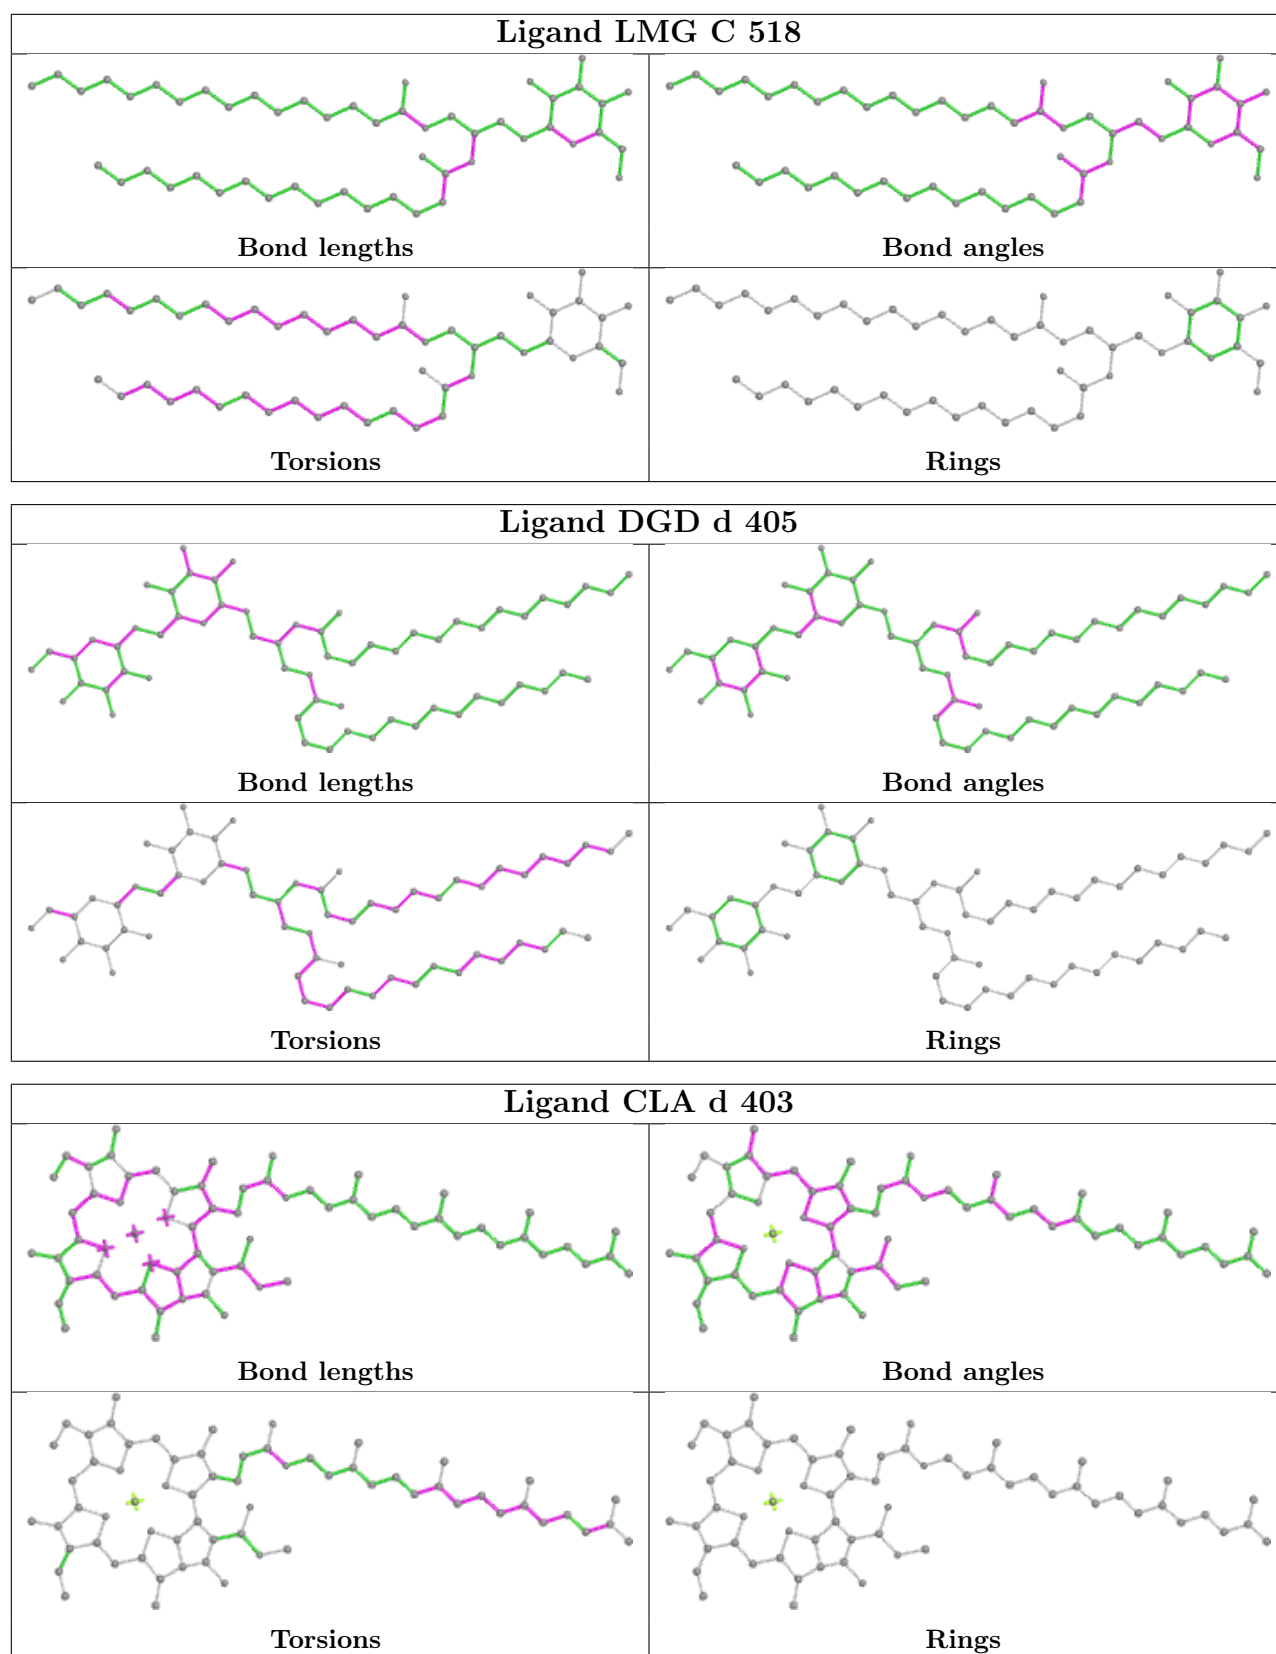 Ligand LMG C 518
Bond lengths
Bond angles
Torsions
Rings
Ligand DGD d 405
Bond lengths
Bond angles
Torsions
Rings
Ligand CLA d 403
Bond lengths
Bond angles
Torsions
Rings